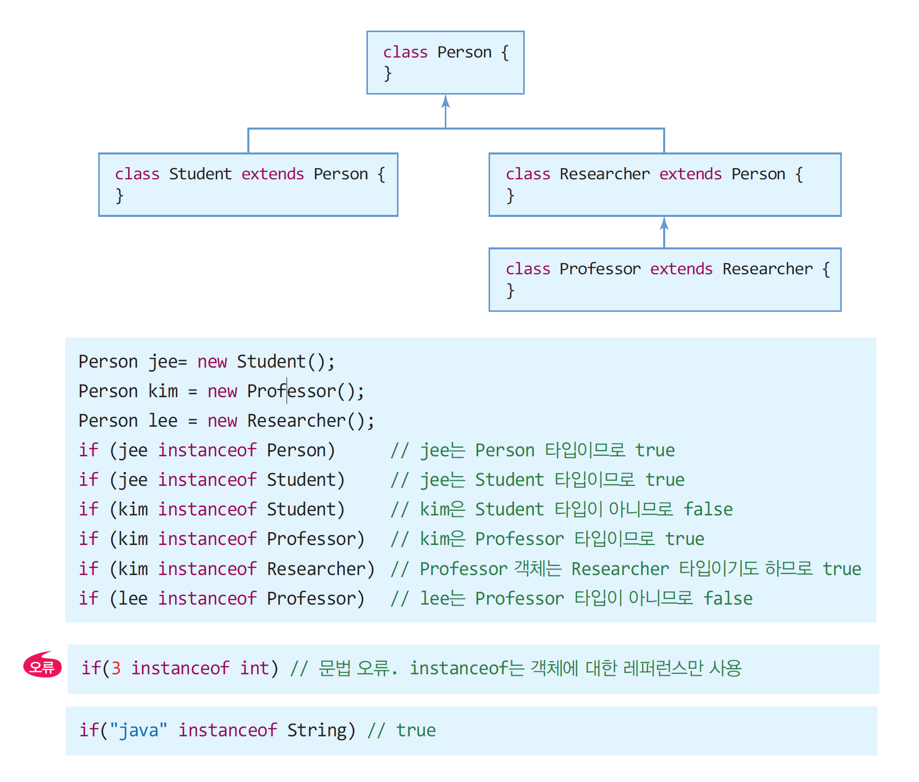 class Person {
}
class Student extends Person {
}
class Researcher extends Person {
}
class Professor extends Researcher {
}
Person jee= new Student();
Person kim = new Professor();
Person lee = new Researcher();
if (jee instanceof Person) // jee는 Person 타입이므로 true
if (jee instanceof Student) // jee는 Student 타입이므로 true
if (kim instanceof Student) // kim은 Student 타입이 아니므로 false
if (kim instanceof Professor) // kim은 Professor 타입이므로 true
if (kim instanceof Researcher) // Professor 객체는 Researcher 타입이기도 하므로 true
if (lee instanceof Professor) // lee는 Professor 타입이 아니므로 false
오류
if(3 instanceof int) // 문법 오류. instanceof는 객체에 대한 레퍼런스만 사용
if("java" instanceof String) // true